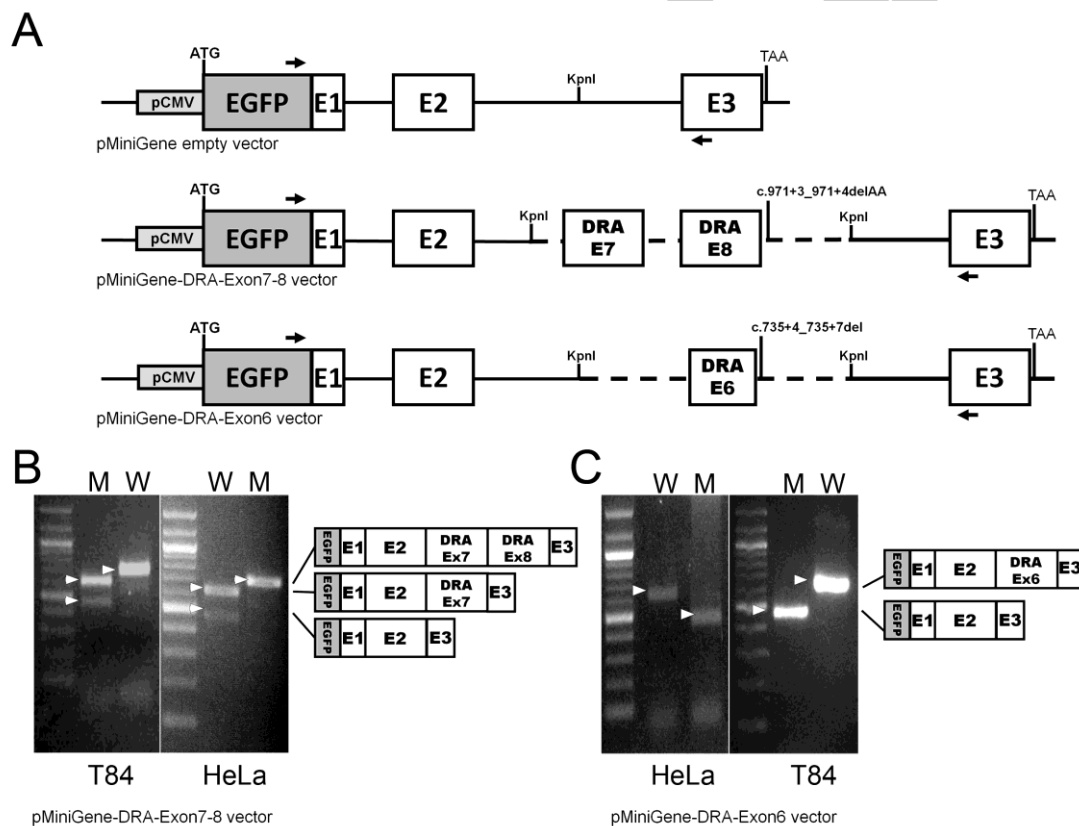 A
ATG
TAA
KpnI
pCMV
EGFP
E1
E2
E3
pMiniGene empty vector
c.971+3_971+4delAA
ATG
TAA
KpnI
KpnI
pCMV
EGFP
E1
E2
DRA
E7
DRA
E8
E3
pMiniGene-DRA-Exon7-8 vector
c.735+4_735+7del
ATG
TAA
KpnI
KpnI
pCMV
EGFP
E1
E2
DRA
E6
E3
pMiniGene-DRA-Exon6 vector
B
M W
W M
EGFP E1 E2 DRA Ex7 DRA Ex8 E3
EGFP E1 E2 DRA Ex7 E3
EGFP E1 E2 E3
T84
HeLa
pMiniGene-DRA-Exon7-8 vector
C
W M
M W
EGFP E1 E2 DRA Ex6 E3
EGFP E1 E2 E3
HeLa
T84
pMiniGene-DRA-Exon6 vector